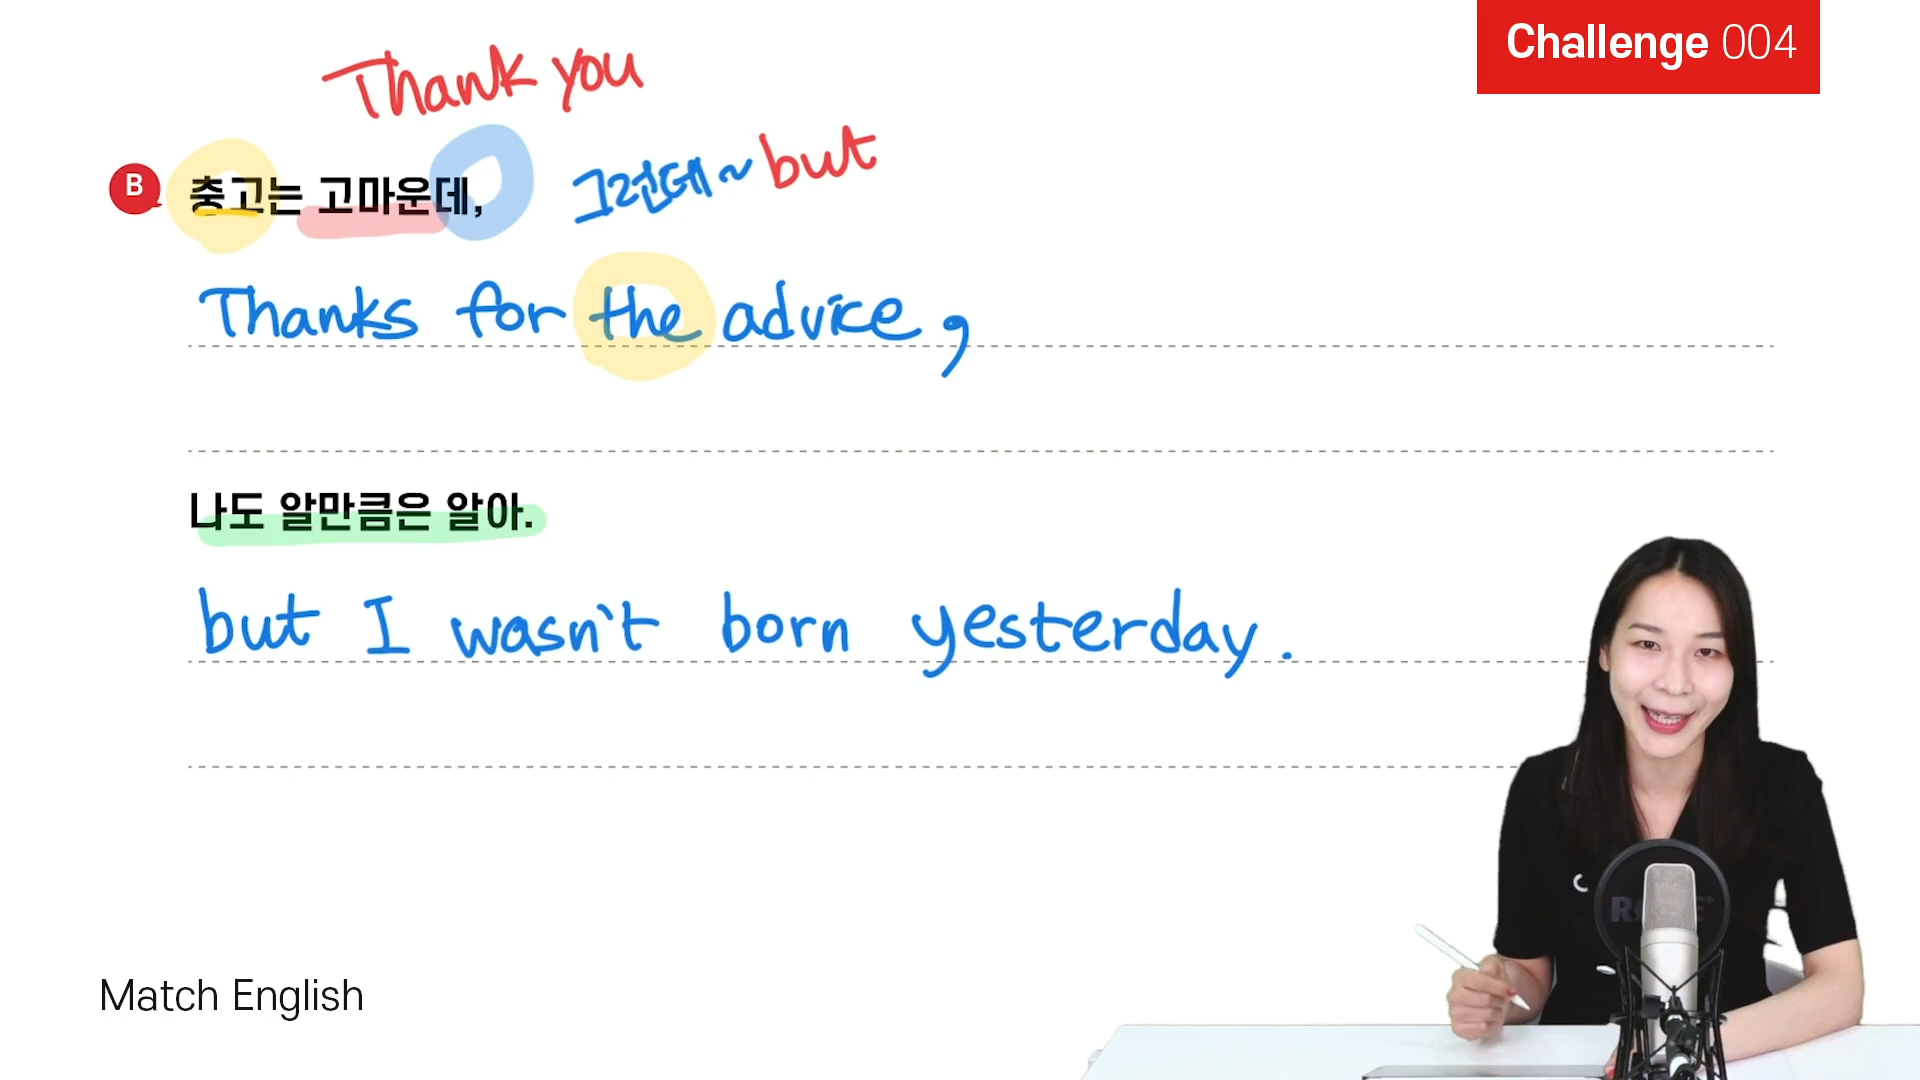 Challenge 004
Thank you
B 충고는 고마운데, 그런데~ but
Thanks for the advice,
나도 알만큼은 알아.
but I wasn't born yesterday.
Match English